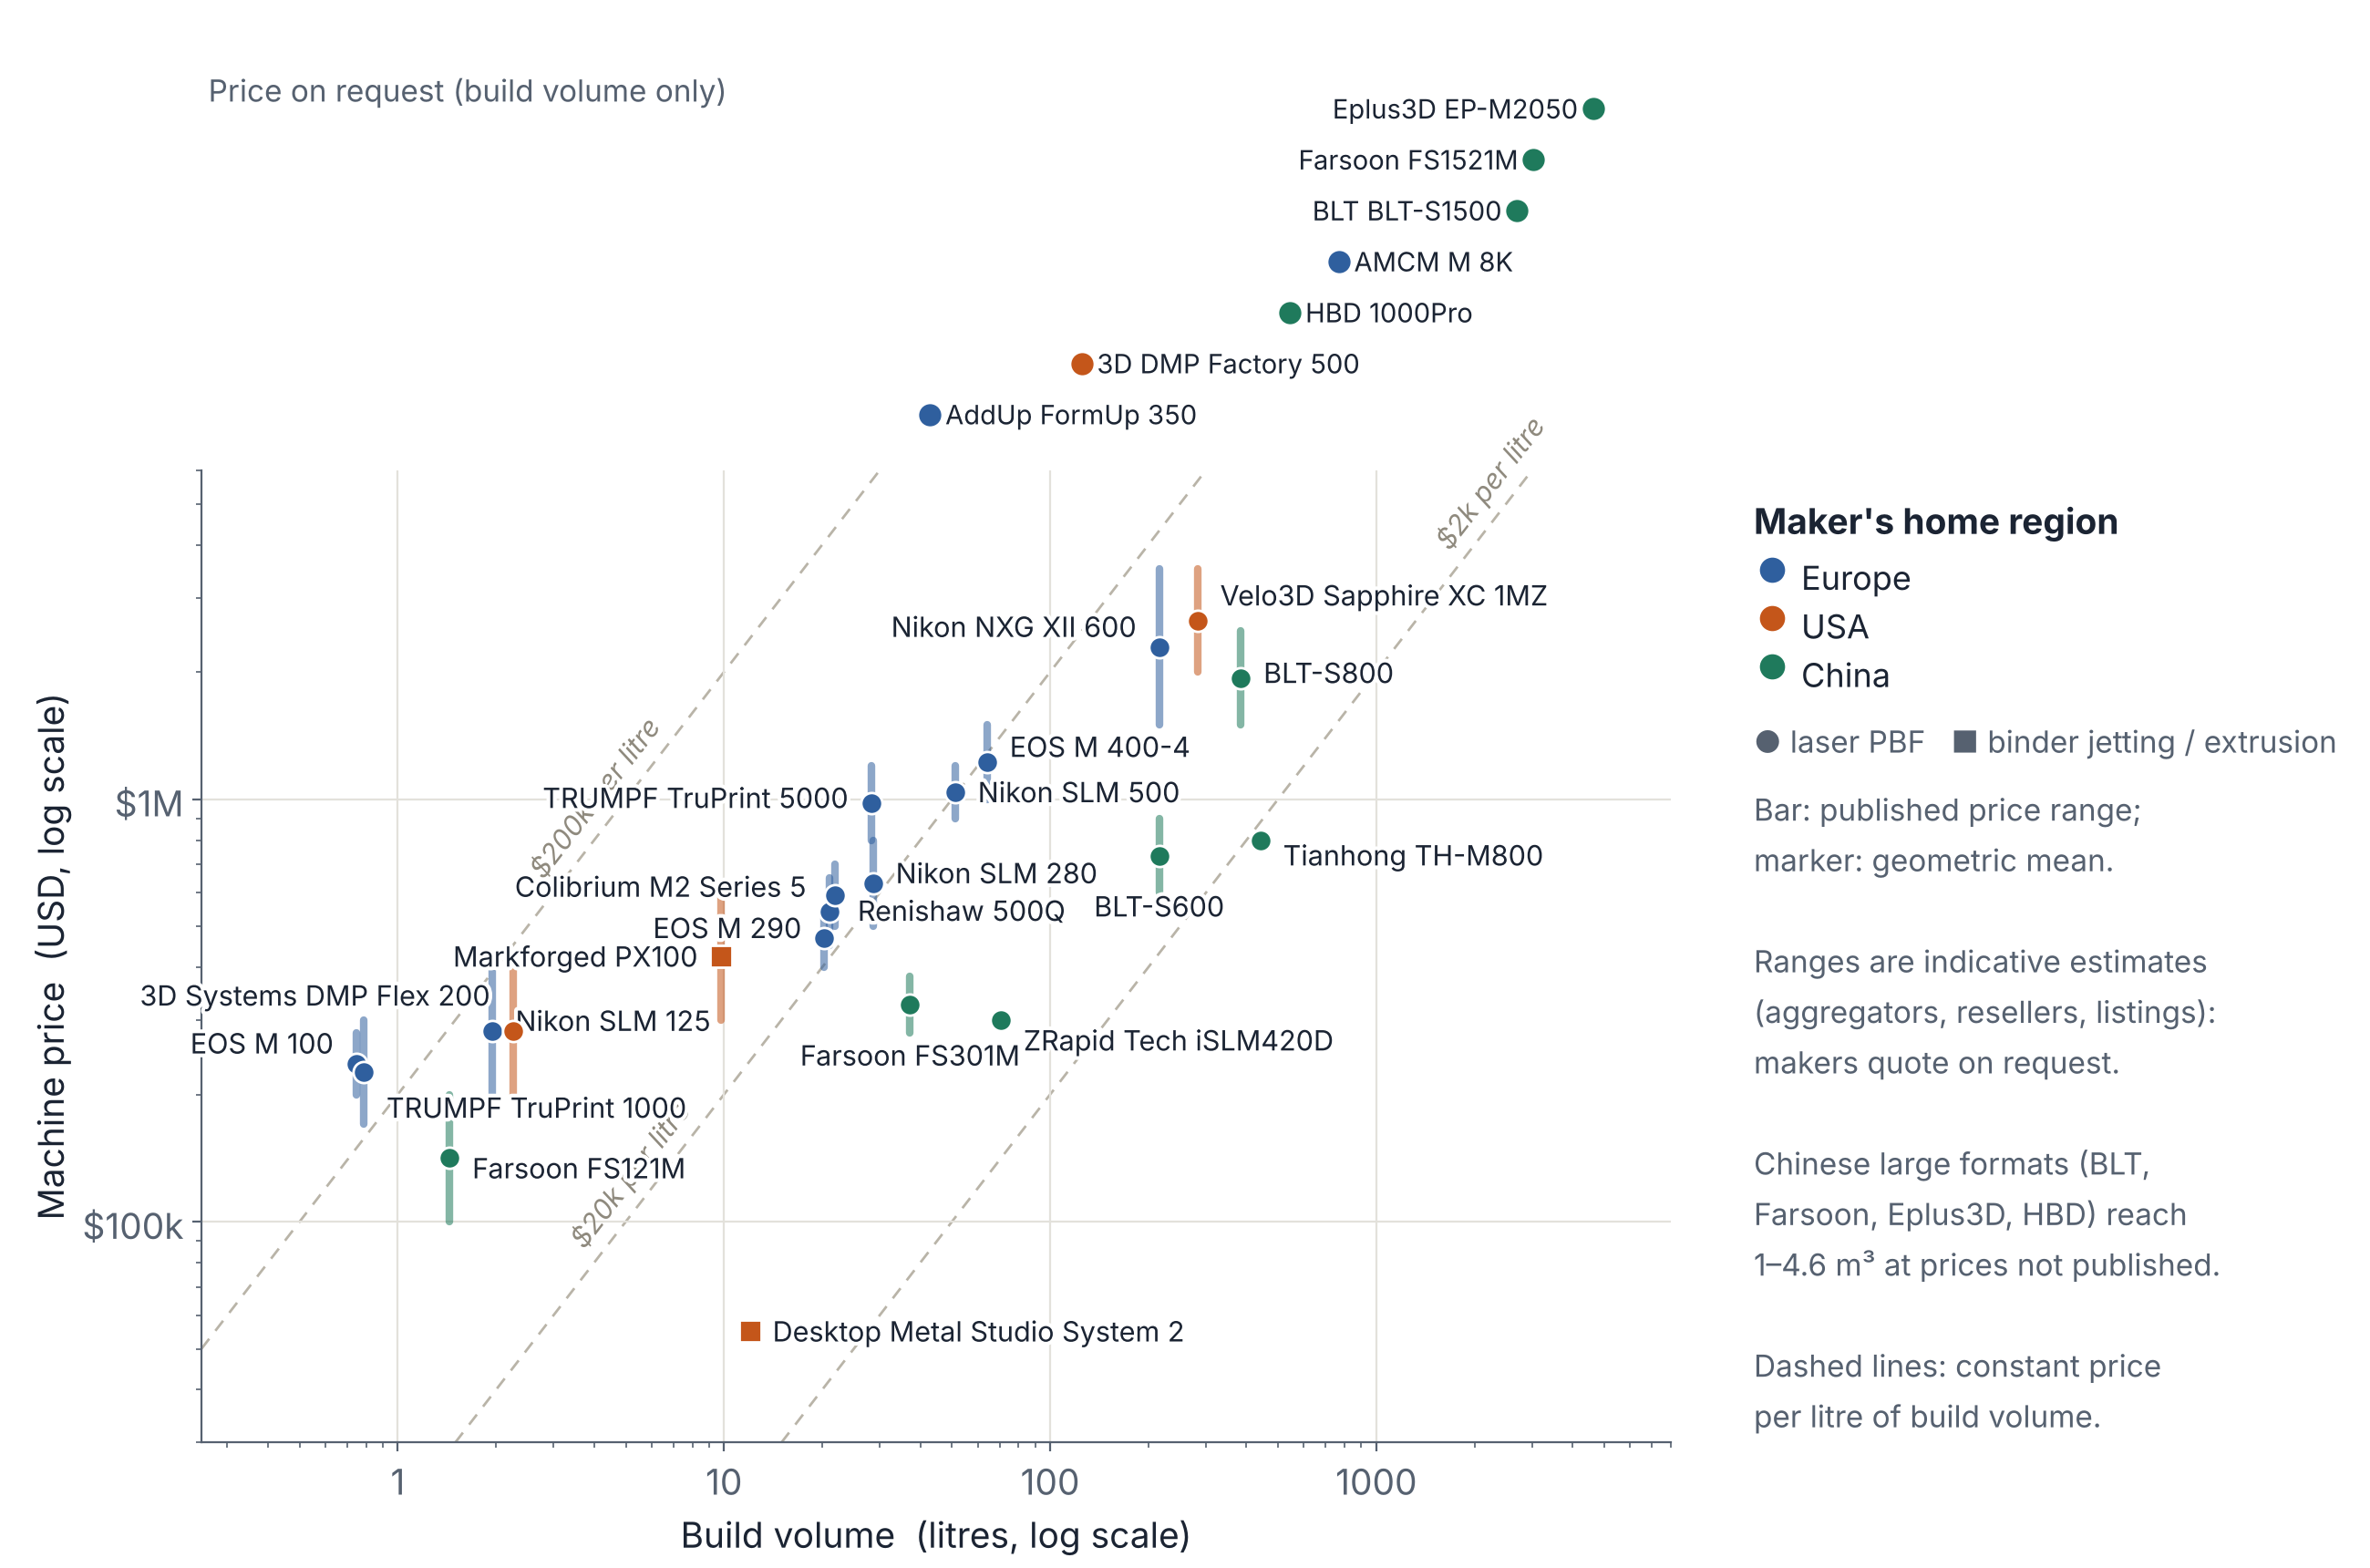 Price on request (build volume only)
Eplus3D EP-M2050
Farsoon FS1521M
BLT BLT-S1500
AMCM M 8K
HBD 1000Pro
3D DMP Factory 500
AddUp FormUp 350
$2k per litre
Velo3D Sapphire XC 1MZ
Nikon NXG XII 600
BLT-S800
EOS M 400-4
$200k per litre
TRUMPF TruPrint 5000
Nikon SLM 500
Tianhong TH-M800
Nikon SLM 280
Colibrium M2 Series 5
Renishaw 500Q
BLT-S600
EOS M 290
Markforged PX100
3D Systems DMP Flex 200
Nikon SLM 125
EOS M 100
ZRapid Tech iSLM420D
Farsoon FS301M
TRUMPF TruPrint 1000
$20k per litre
Farsoon FS121M
Desktop Metal Studio System 2
Machine price (USD, log scale)
$1M
$100k
1
10
100
1000
Build volume (litres, log scale)
Maker's home region
Europe
USA
China
laser PBF
binder jetting / extrusion
Bar: published price range;
marker: geometric mean.
Ranges are indicative estimates
(aggregators, resellers, listings):
makers quote on request.
Chinese large formats (BLT,
Farsoon, Eplus3D, HBD) reach
1–4.6 m³ at prices not published.
Dashed lines: constant price
per litre of build volume.